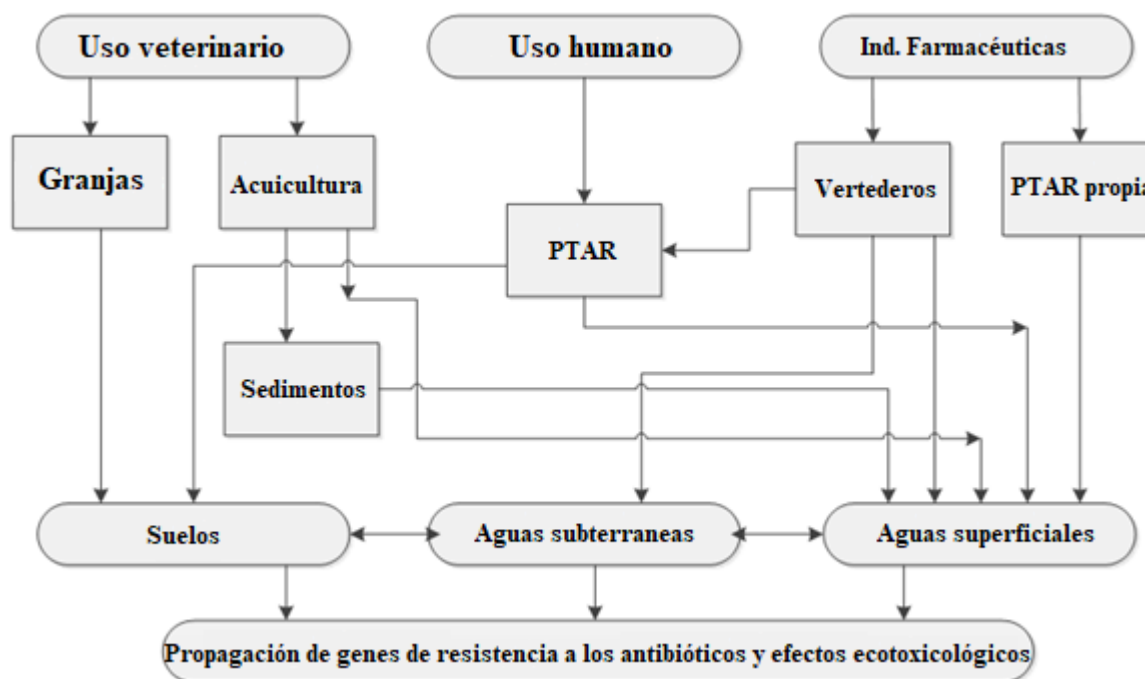 Uso veterinario
Uso humano
Ind. Farmacéuticas
Granjas
Acuicultura
Vertederos
PTAR propia
PTAR
Sedimentos
Suelos
Aguas subterraneas
Aguas superficiales
Propagación de genes de resistencia a los antibióticos y efectos ecotoxicológicos